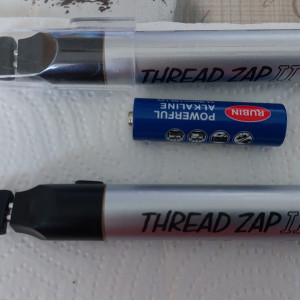 THREAD ZAP II
RUBIN
POWERFUL
ALKALINE
THREAD ZAP II